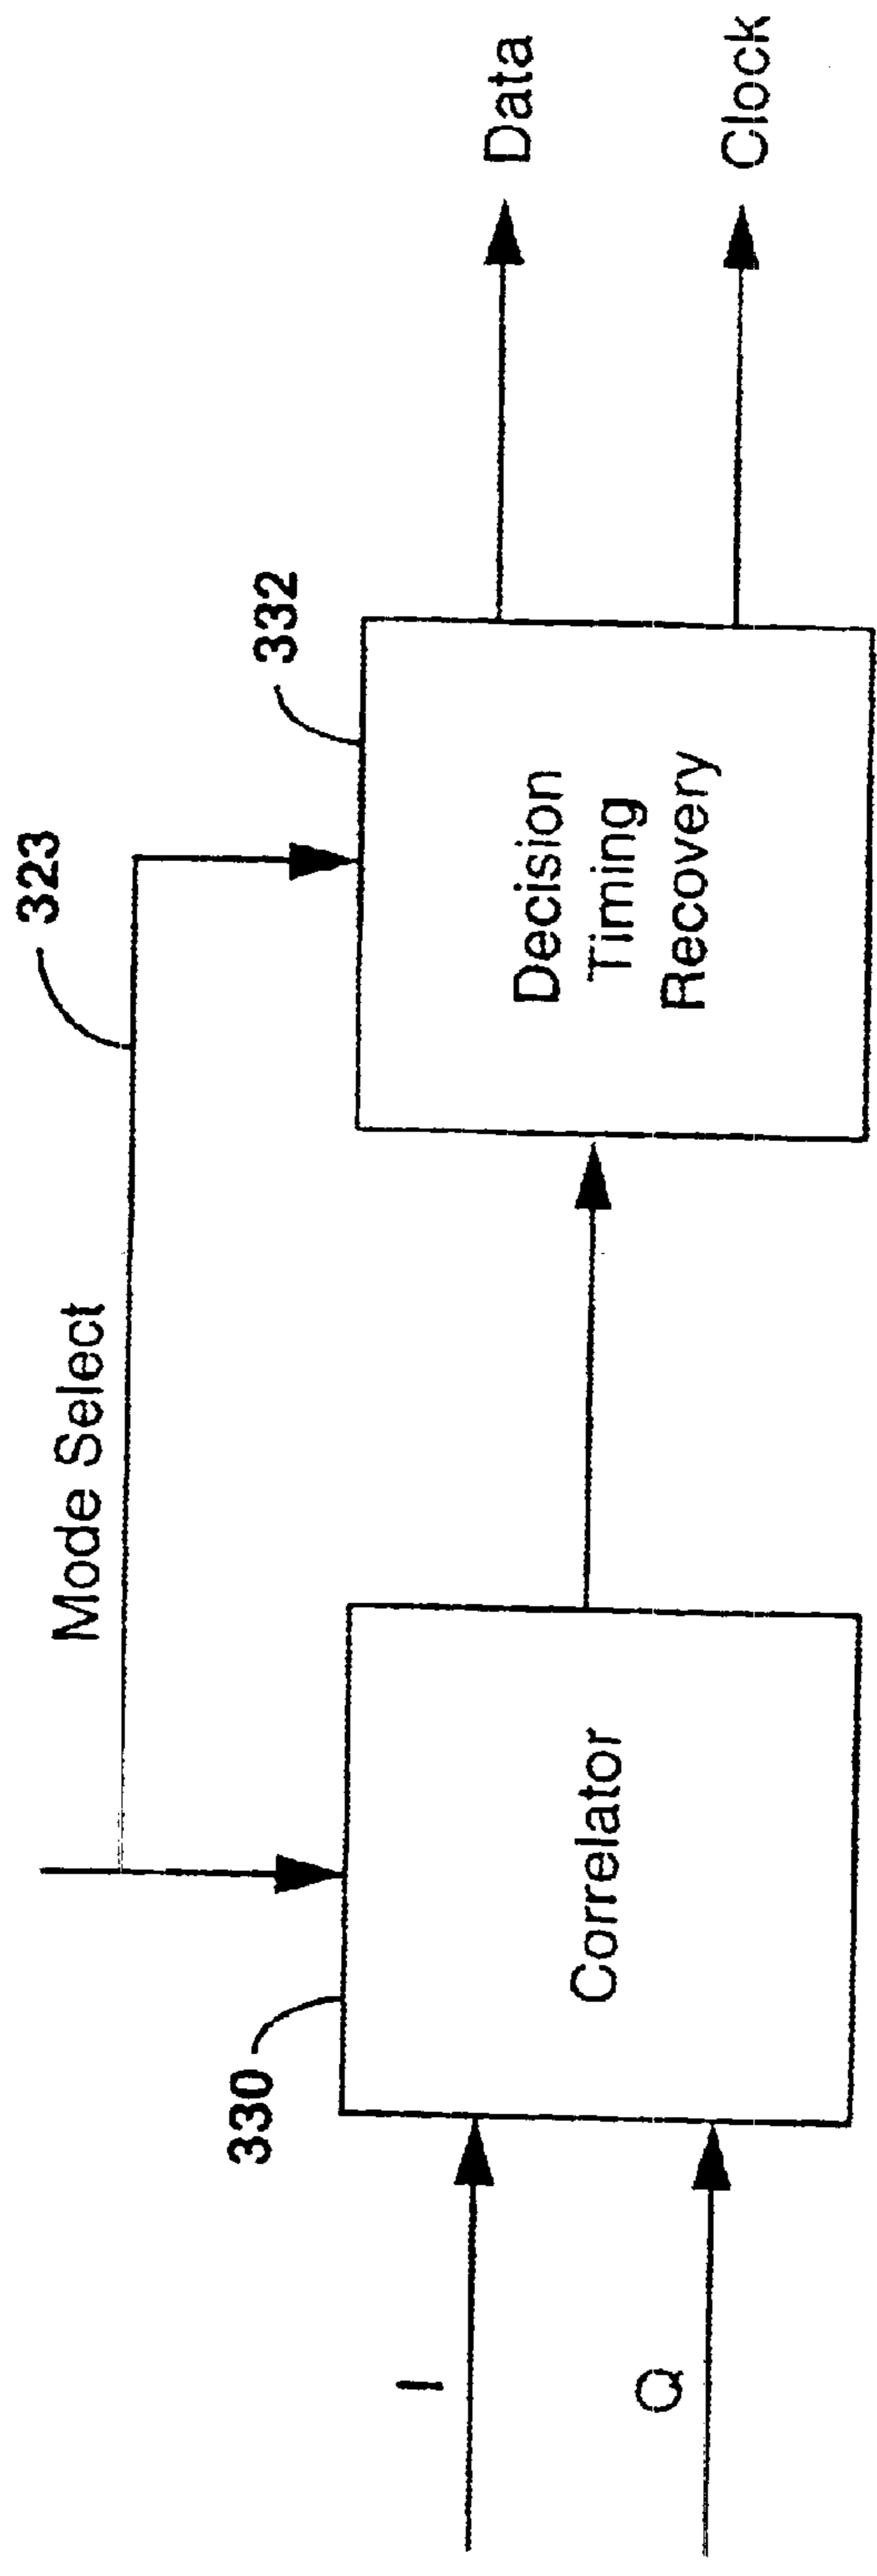 Mode Select
323
330
332
I
Q
Correlator
Decision
Timing
Recovery
Data
Clock